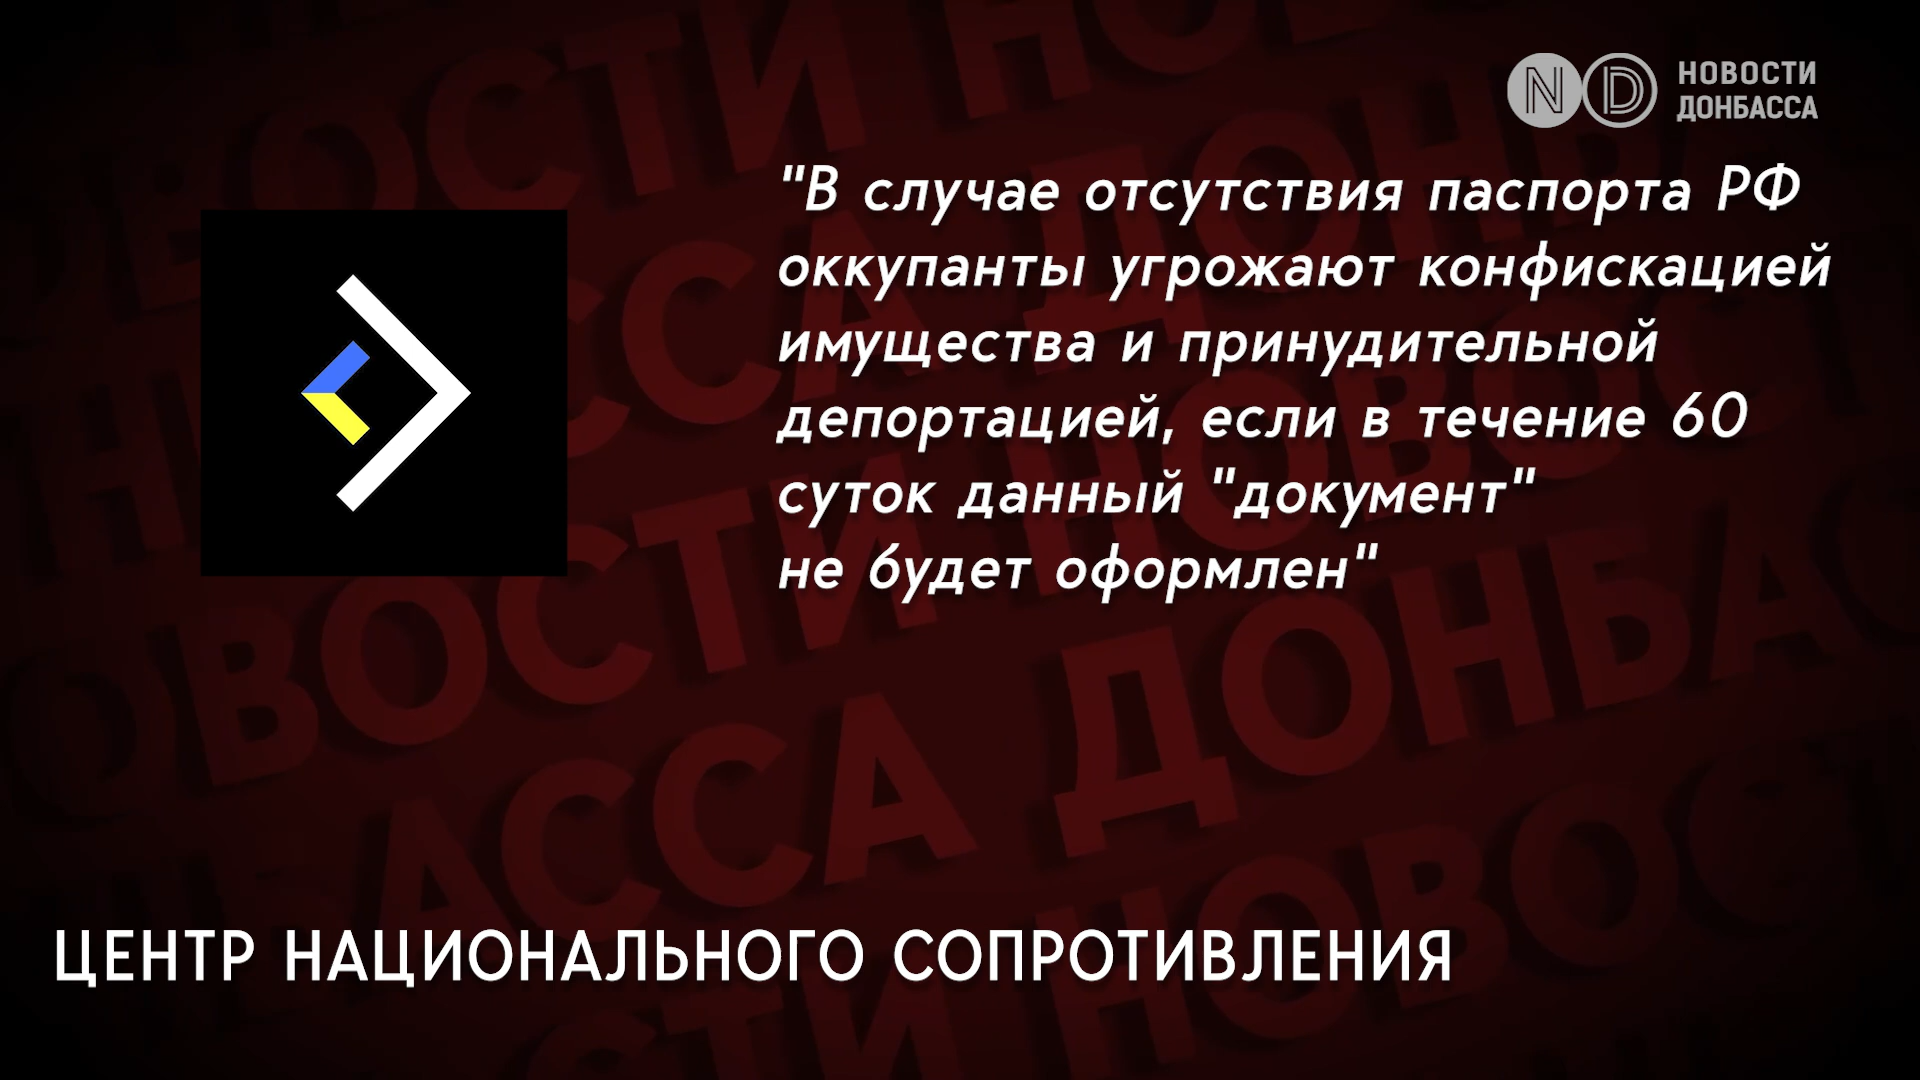 НОВОСТИ
ДОНБАССА
"В случае отсутствия паспорта РФ
оккупанты угрожают конфискацией
имущества и принудительной
депортацией, если в течение 60
суток данный "документ"
не будет оформлен"
ЦЕНТР НАЦИОНАЛЬНОГО СОПРОТИВЛЕНИЯ